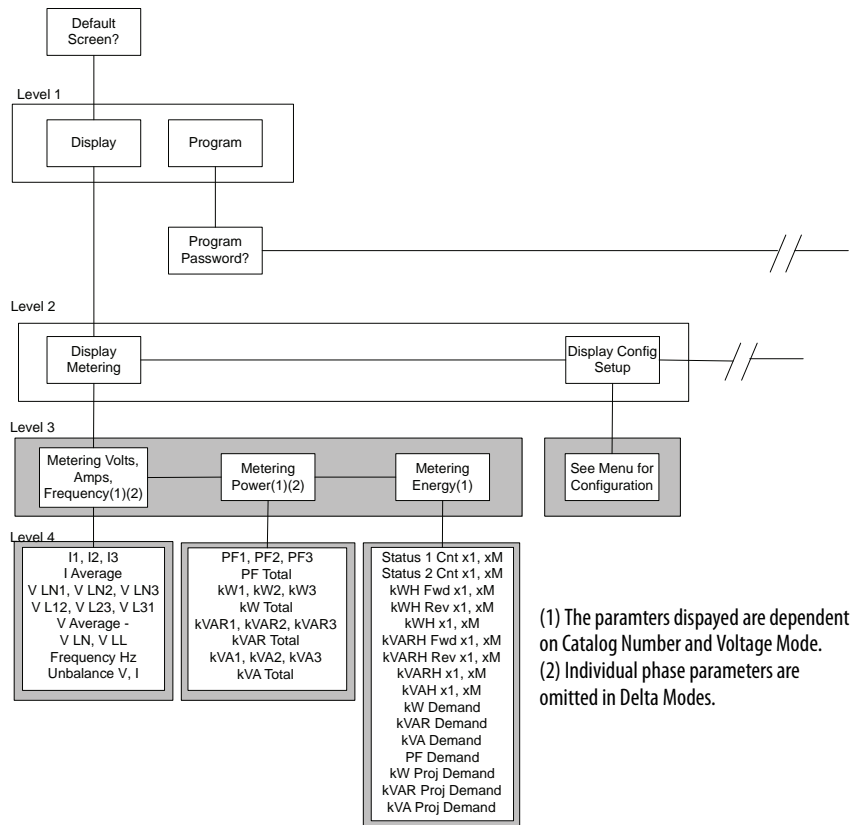 Default
Screen?
Level 1
Display
Program
Program
Password?
Level 2
Display
Metering
Display Config
Setup
Level 3
Metering Volts,
Amps,
Frequency(1)(2)
Metering
Power(1)(2)
Metering
Energy(1)
See Menu for
Configuration
Level 4
I1, I2, I3
I Average
V LN1, V LN2, V LN3
V L12, V L23, V L31
V Average -
V LN, V LL
Frequency Hz
Unbalance V, I
PF1, PF2, PF3
PF Total
kW1, kW2, kW3
kW Total
kVAR1, kVAR2, kVAR3
kVAR Total
kVA1, kVA2, kVA3
kVA Total
Status 1 Cnt x1, xM
Status 2 Cnt x1, xM
kWH Fwd x1, xM
kWH Rev x1, xM
kWH x1, xM
kVARH Fwd x1, xM
kVARH Rev x1, xM
kVARH x1, xM
kVAH x1, xM
kW Demand
kVAR Demand
kVA Demand
PF Demand
kW Proj Demand
kVAR Proj Demand
kVA Proj Demand
(1) The paramters dispayed are dependent
on Catalog Number and Voltage Mode.
(2) Individual phase parameters are
omitted in Delta Modes.